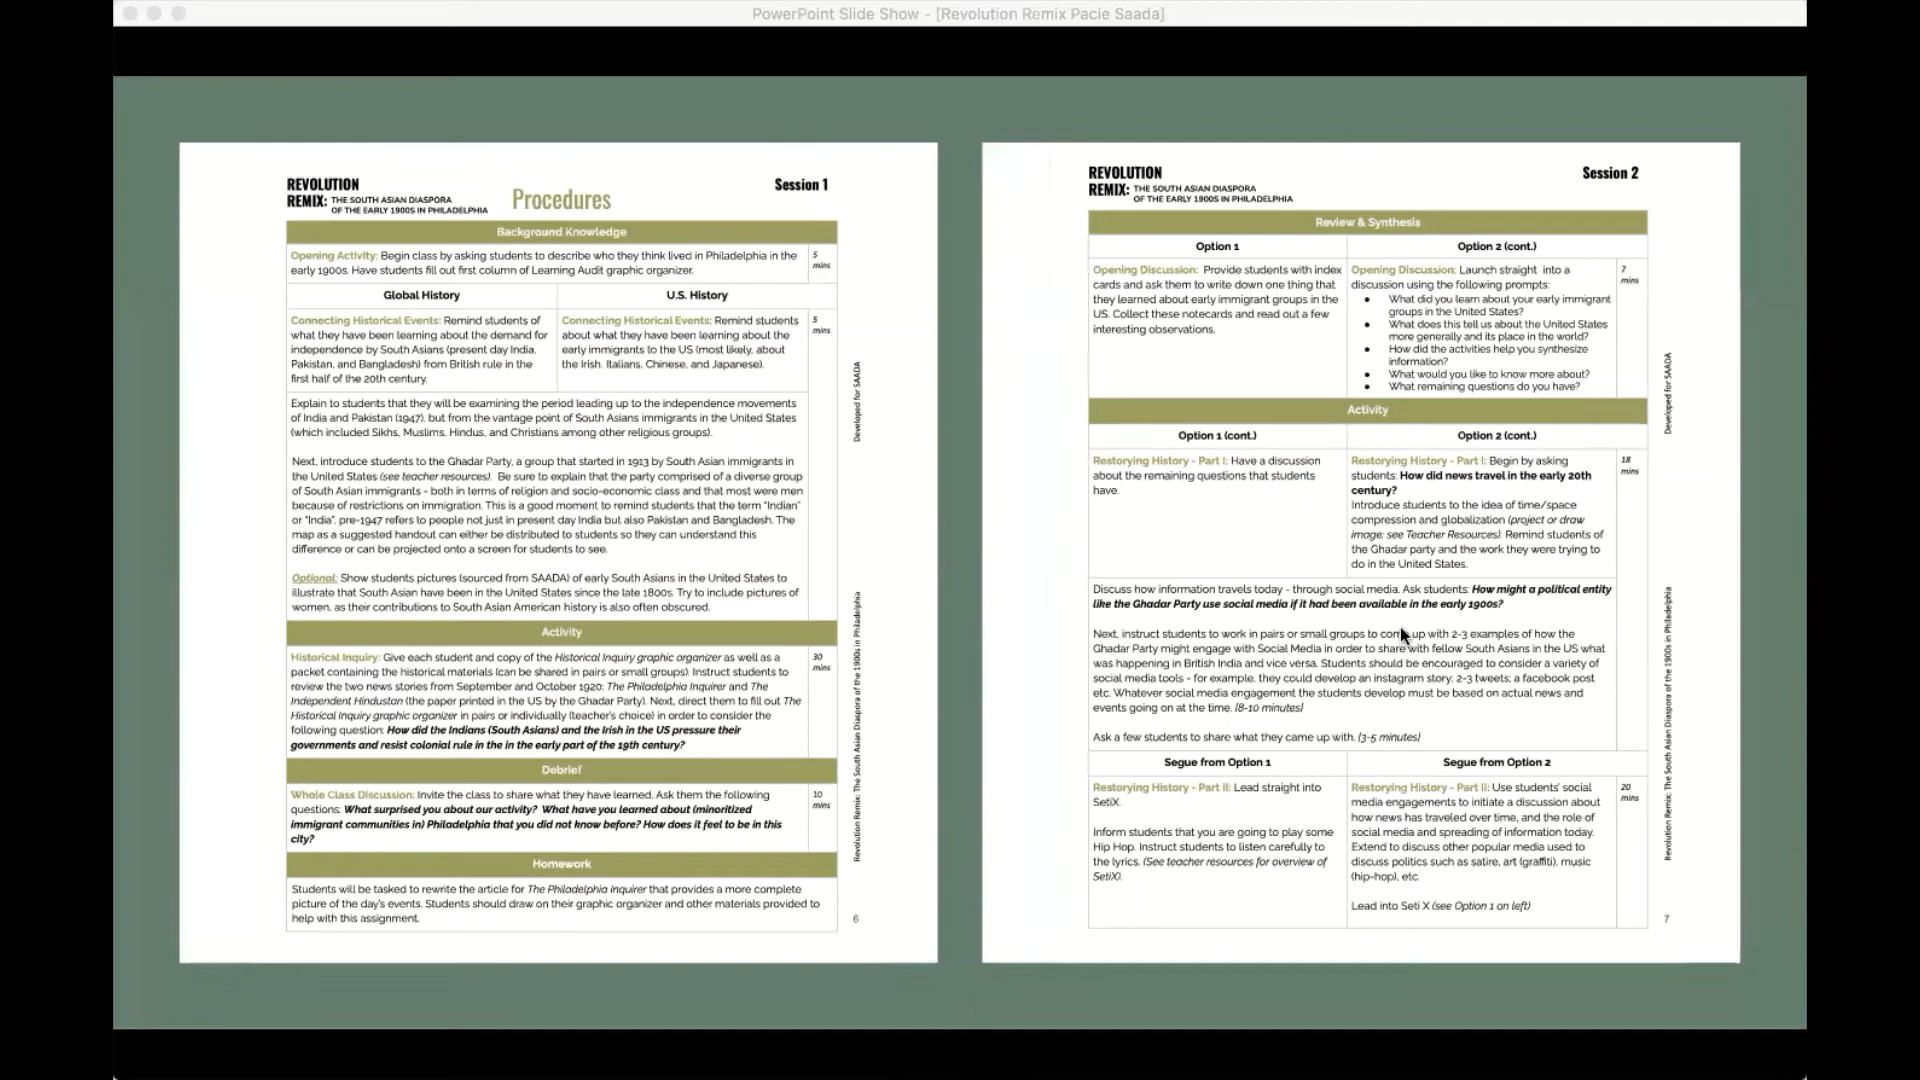 PowerPoint Slide Show - [Revolution Remix Pacie Saada]
REVOLUTION
REMIX: THE SOUTH ASIAN DIASPORA
OF THE EARLY 1900S IN PHILADELPHIA
Procedures
Session 1
Background Knowledge
Opening Activity: Begin class by asking students to describe who they think lived in Philadelphia in the
early 1900s. Have students fill out first column of Learning Audit graphic organizer.
5
mins
Global History
U.S. History
Connecting Historical Events: Remind students of
what they have been learning about the demand for
independence by South Asians (present day India,
Pakistan, and Bangladesh) from British rule in the
first half of the 20th century.
Connecting Historical Events: Remind students
about what they have been learning about the
early immigrants to the US (most likely, about
the Irish, Italians, Chinese, and Japanese).
5
mins
Explain to students that they will be examining the period leading up to the independence movements
of India and Pakistan (1947), but from the vantage point of South Asians immigrants in the United States
(which included Sikhs, Muslims, Hindus, and Christians among other religious groups).
Next, introduce students to the Ghadar Party, a group that started in 1913 by South Asian immigrants in
the United States (see teacher resources). Be sure to explain that the party comprised of a diverse group
of South Asian immigrants - both in terms of religion and socio-economic class and that most were men
because of restrictions on immigration. This is a good moment to remind students that the term "Indian"
or "India", pre-1947 refers to people not just in present day India but also Pakistan and Bangladesh. The
map as a suggested handout can either be distributed to students so they can understand this
difference or can be projected onto a screen for students to see.
Optional: Show students pictures (sourced from SAADA) of early South Asians in the United States to
illustrate that South Asian have been in the United States since the late 1800s. Try to include pictures of
women, as their contributions to South Asian American history is also often obscured.
Activity
Historical Inquiry: Give each student and copy of the Historical Inquiry graphic organizer as well as a
packet containing the historical materials (can be shared in pairs or small groups). Instruct students to
review the two news stories from September and October 1920: The Philadelphia Inquirer and The
Independent Hindustan (the paper printed in the US by the Ghadar Party). Next, direct them to fill out The
Historical Inquiry graphic organizer in pairs or individually (teacher's choice) in order to consider the
following question: How did the Indians (South Asians) and the Irish in the US pressure their
governments and resist colonial rule in the in the early part of the 19th century?
30
mins
Debrief
Whole Class Discussion: Invite the class to share what they have learned. Ask them the following
questions: What surprised you about our activity? What have you learned about (minoritized
immigrant communities in) Philadelphia that you did not know before? How does it feel to be in this
city?
10
mins
Homework
Students will be tasked to rewrite the article for The Philadelphia Inquirer that provides a more complete
picture of the day's events. Students should draw on their graphic organizer and other materials provided to
help with this assignment.
Developed for SAADA
Revolution Remix: The South Asian Diaspora of the 1900s in Philadelphia
6
REVOLUTION
REMIX: THE SOUTH ASIAN DIASPORA
OF THE EARLY 1900S IN PHILADELPHIA
Session 2
Review & Synthesis
Option 1
Option 2 (cont.)
Opening Discussion: Provide students with index
cards and ask them to write down one thing that
they learned about early immigrant groups in the
US. Collect these notecards and read out a few
interesting observations.
Opening Discussion: Launch straight into a
discussion using the following prompts:
• What did you learn about your early immigrant
groups in the United States?
• What does this tell us about the United States
more generally and its place in the world?
• How did the activities help you synthesize
information?
• What would you like to know more about?
• What remaining questions do you have?
7
mins
Activity
Option 1 (cont.)
Option 2 (cont.)
Restorying History - Part I: Have a discussion
about the remaining questions that students
have.
Restorying History - Part I: Begin by asking
students: How did news travel in the early 20th
century?
Introduce students to the idea of time/space
compression and globalization (project or draw
image; see Teacher Resources). Remind students of
the Ghadar party and the work they were trying to
do in the United States.
18
mins
Discuss how information travels today - through social media. Ask students: How might a political entity
like the Ghadar Party use social media if it had been available in the early 1900s?
Next, instruct students to work in pairs or small groups to come up with 2-3 examples of how the
Ghadar Party might engage with Social Media in order to share with fellow South Asians in the US what
was happening in British India and vice versa. Students should be encouraged to consider a variety of
social media tools - for example, they could develop an instagram story; 2-3 tweets; a facebook post
etc. Whatever social media engagement the students develop must be based on actual news and
events going on at the time. [8-10 minutes]
Ask a few students to share what they came up with. [3-5 minutes]
Segue from Option 1
Segue from Option 2
Restorying History - Part II: Lead straight into
SetiX.
Inform students that you are going to play some
Hip Hop. Instruct students to listen carefully to
the lyrics. (See teacher resources for overview of
SetiX).
Restorying History - Part II: Use students' social
media engagements to initiate a discussion about
how news has traveled over time, and the role of
social media and spreading of information today.
Extend to discuss other popular media used to
discuss politics such as satire, art (graffiti), music
(hip-hop), etc.
Lead into Seti X (see Option 1 on left)
20
mins
Developed for SAADA
Revolution Remix: The South Asian Diaspora of the 1900s in Philadelphia
7